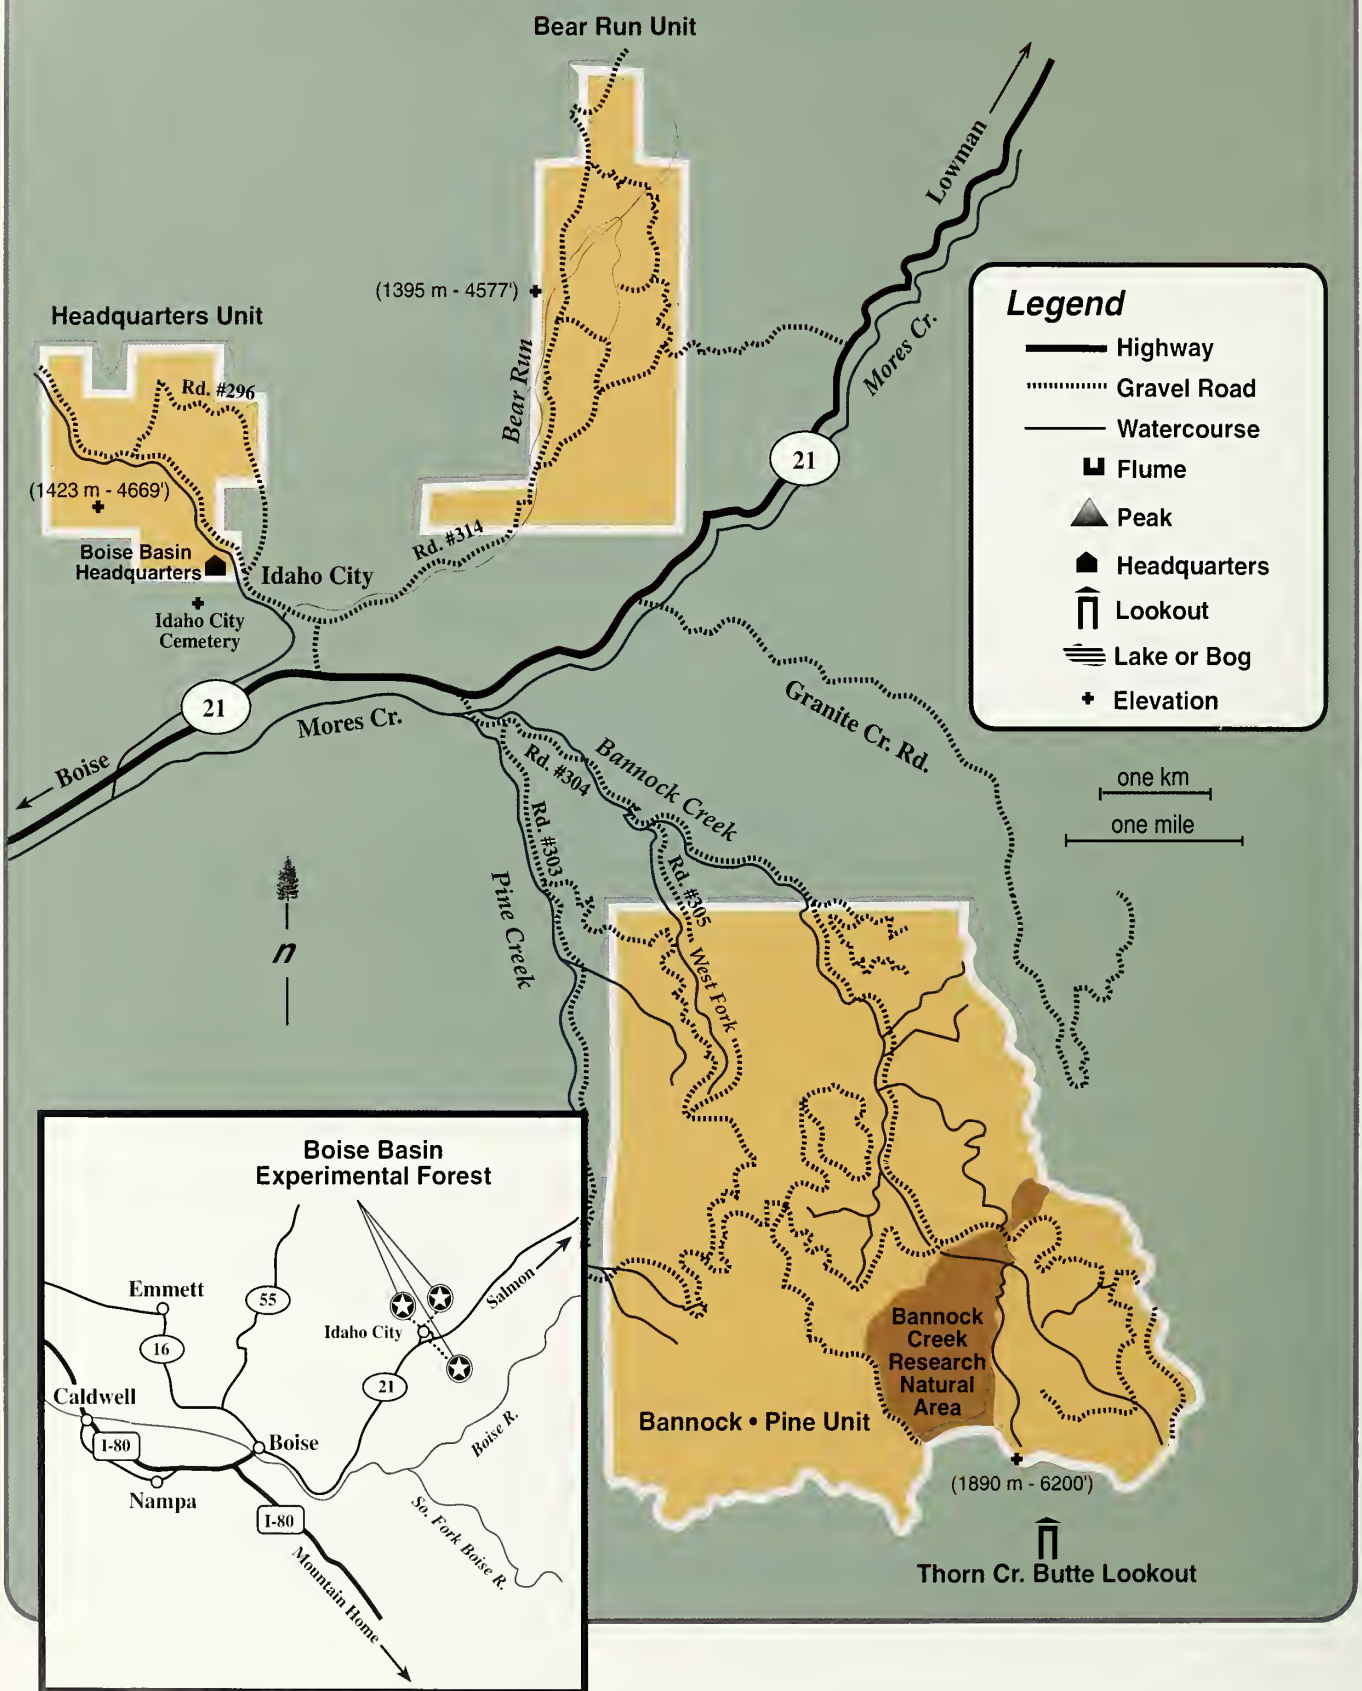 Bear Run Unit
Lowman
(1395 m - 4577')
Headquarters Unit
Legend
Highway
Gravel Road
Watercourse
Flume
Peak
Headquarters
Lookout
Lake or Bog
Elevation
Mores Cr.
Rd. #296
Bear Run
21
(1423 m - 4669')
Rd. #314
Boise Basin
Headquarters
Idaho City
Idaho City
Cemetery
21
Mores Cr.
Granite Cr. Rd.
Boise
Rd. #304
Bannock Creek
one km
one mile
Rd. #303
Rd. #305
Pine Creek
West Fork
n
Bannock
Creek
Research
Natural
Area
Bannock • Pine Unit
(1890 m - 6200')
Thorn Cr. Butte Lookout
Boise Basin
Experimental Forest
Emmett
55
Salmon
Idaho City
16
21
Caldwell
I-80
Boise
Boise R.
Nampa
I-80
So. Fork Boise R.
Mountain Home